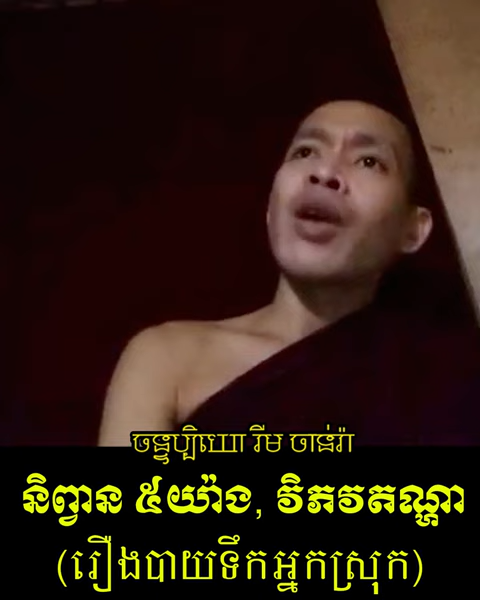 ចន្ទប្បិយោ រឹម ចាន់រ៉ា
និព្វាន ៥យ៉ាង, វិភវតណ្ហា
(រឿងបាយទឹកអ្នកស្រុក)